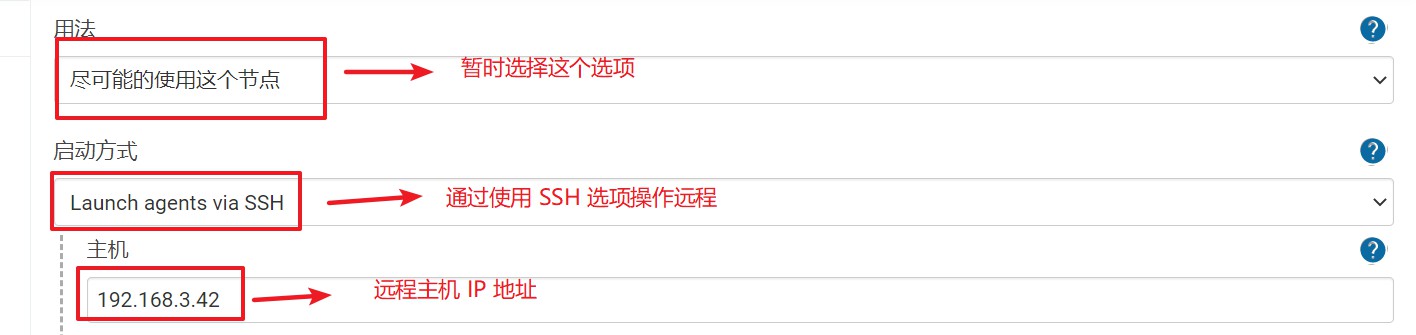 用法
?
尽可能的使用这个节点
暂时选择这个选项
启动方式
?
Launch agents via SSH
通过使用 SSH 选项操作远程
主机
?
192.168.3.42
远程主机 IP 地址